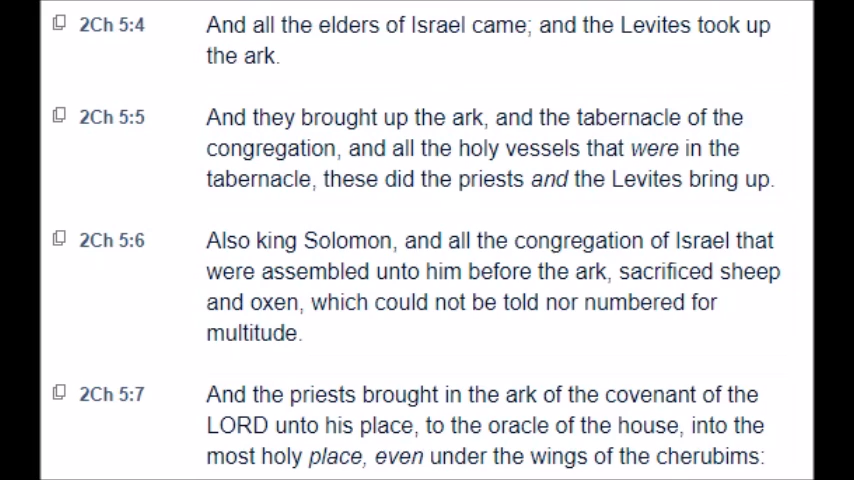 2Ch 5:4 And all the elders of Israel came; and the Levites took up
the ark.
2Ch 5:5 And they brought up the ark, and the tabernacle of the
congregation, and all the holy vessels that were in the
tabernacle, these did the priests and the Levites bring up.
2Ch 5:6 Also king Solomon, and all the congregation of Israel that
were assembled unto him before the ark, sacrificed sheep
and oxen, which could not be told nor numbered for
multitude.
2Ch 5:7 And the priests brought in the ark of the covenant of the
LORD unto his place, to the oracle of the house, into the
most holy place, even under the wings of the cherubims: